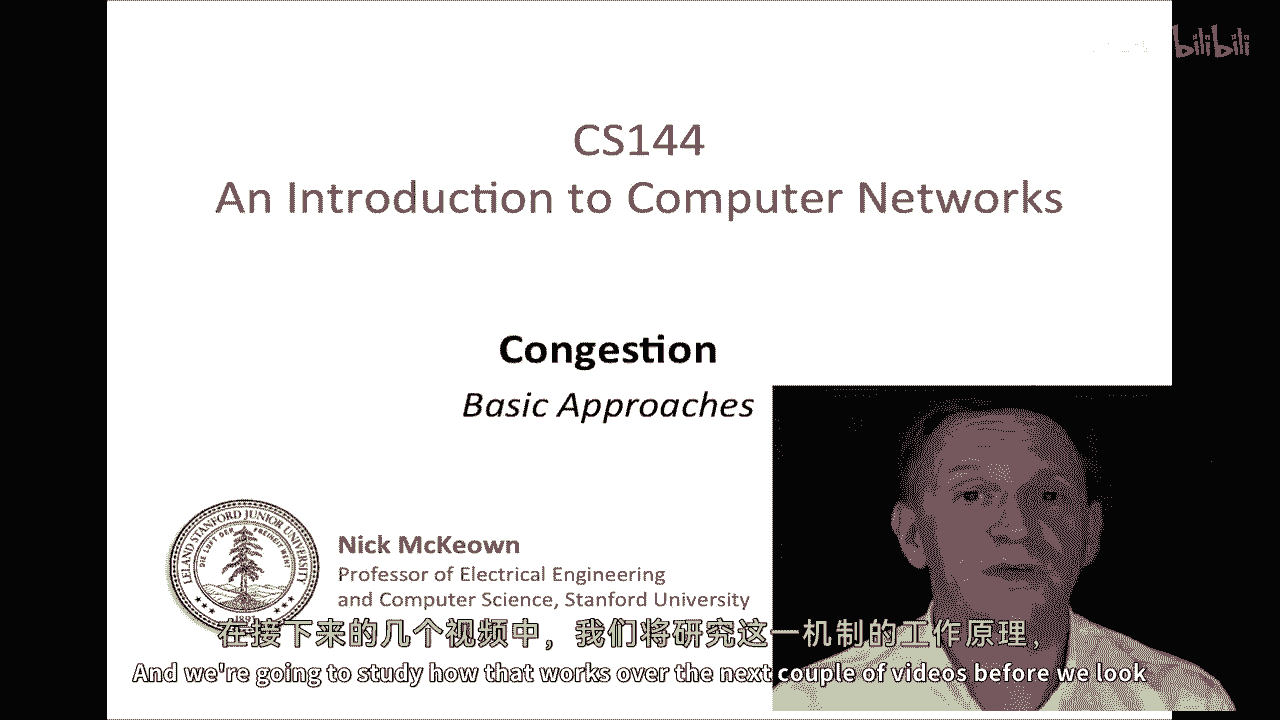 bilibili
CS144
An Introduction to Computer Networks
Congestion
Basic Approaches
LELAND STANFORD JUNIOR UNIVERSITY
DIE LUFT DER FREIHEIT WEHT
1891
Nick McKeown
Professor of Electrical Engineering
and Computer Science, Stanford University
在接下来的几个视频中，我们将研究这一机制的工作原理，
And we're going to study how that works over the next couple of videos before we look